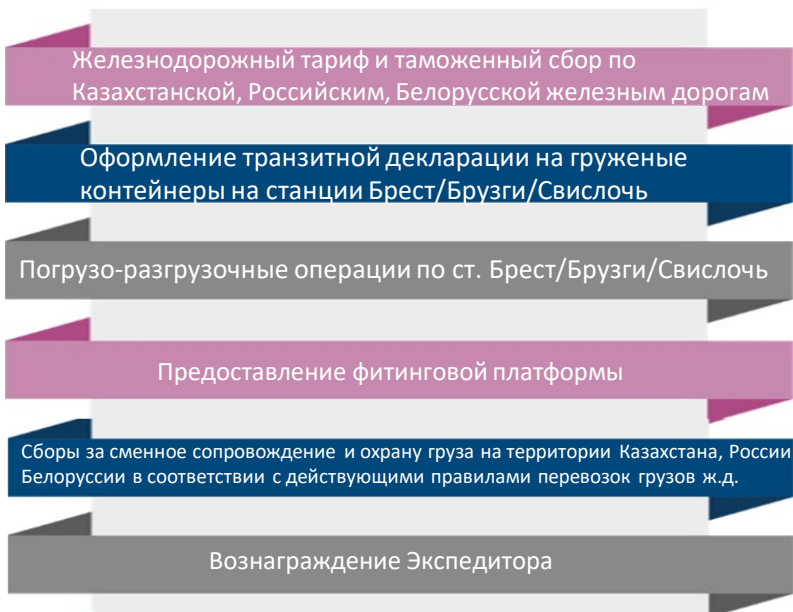 Железнодорожный тариф и таможенный сбор по
Казахстанской, Российским, Белорусской железным дорогам
Оформление транзитной декларации на груженые
контейнеры на станции Брест/Брузги/Свислочь
Погрузо-разгрузочные операции по ст. Брест/Брузги/Свислочь
Предоставление фитинговой платформы
Сборы за сменное сопровождение и охрану груза на территории Казахстана, России
Белоруссии в соответствии с действующими правилами перевозок грузов ж.д.
Вознаграждение Экспедитора